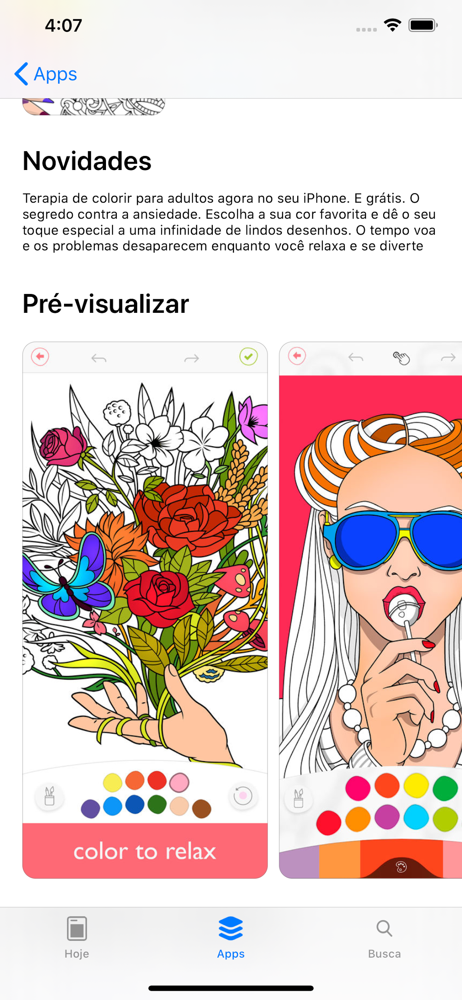 4:07
Apps
Novidades
Terapia de colorir para adultos agora no seu iPhone. E grátis. O
segredo contra a ansiedade. Escolha a sua cor favorita e dê o seu
toque especial a uma infinidade de lindos desenhos. O tempo voa
e os problemas desaparecem enquanto você relaxa e se diverte
Pré-visualizar
color to relax
Hoje
Apps
Busca